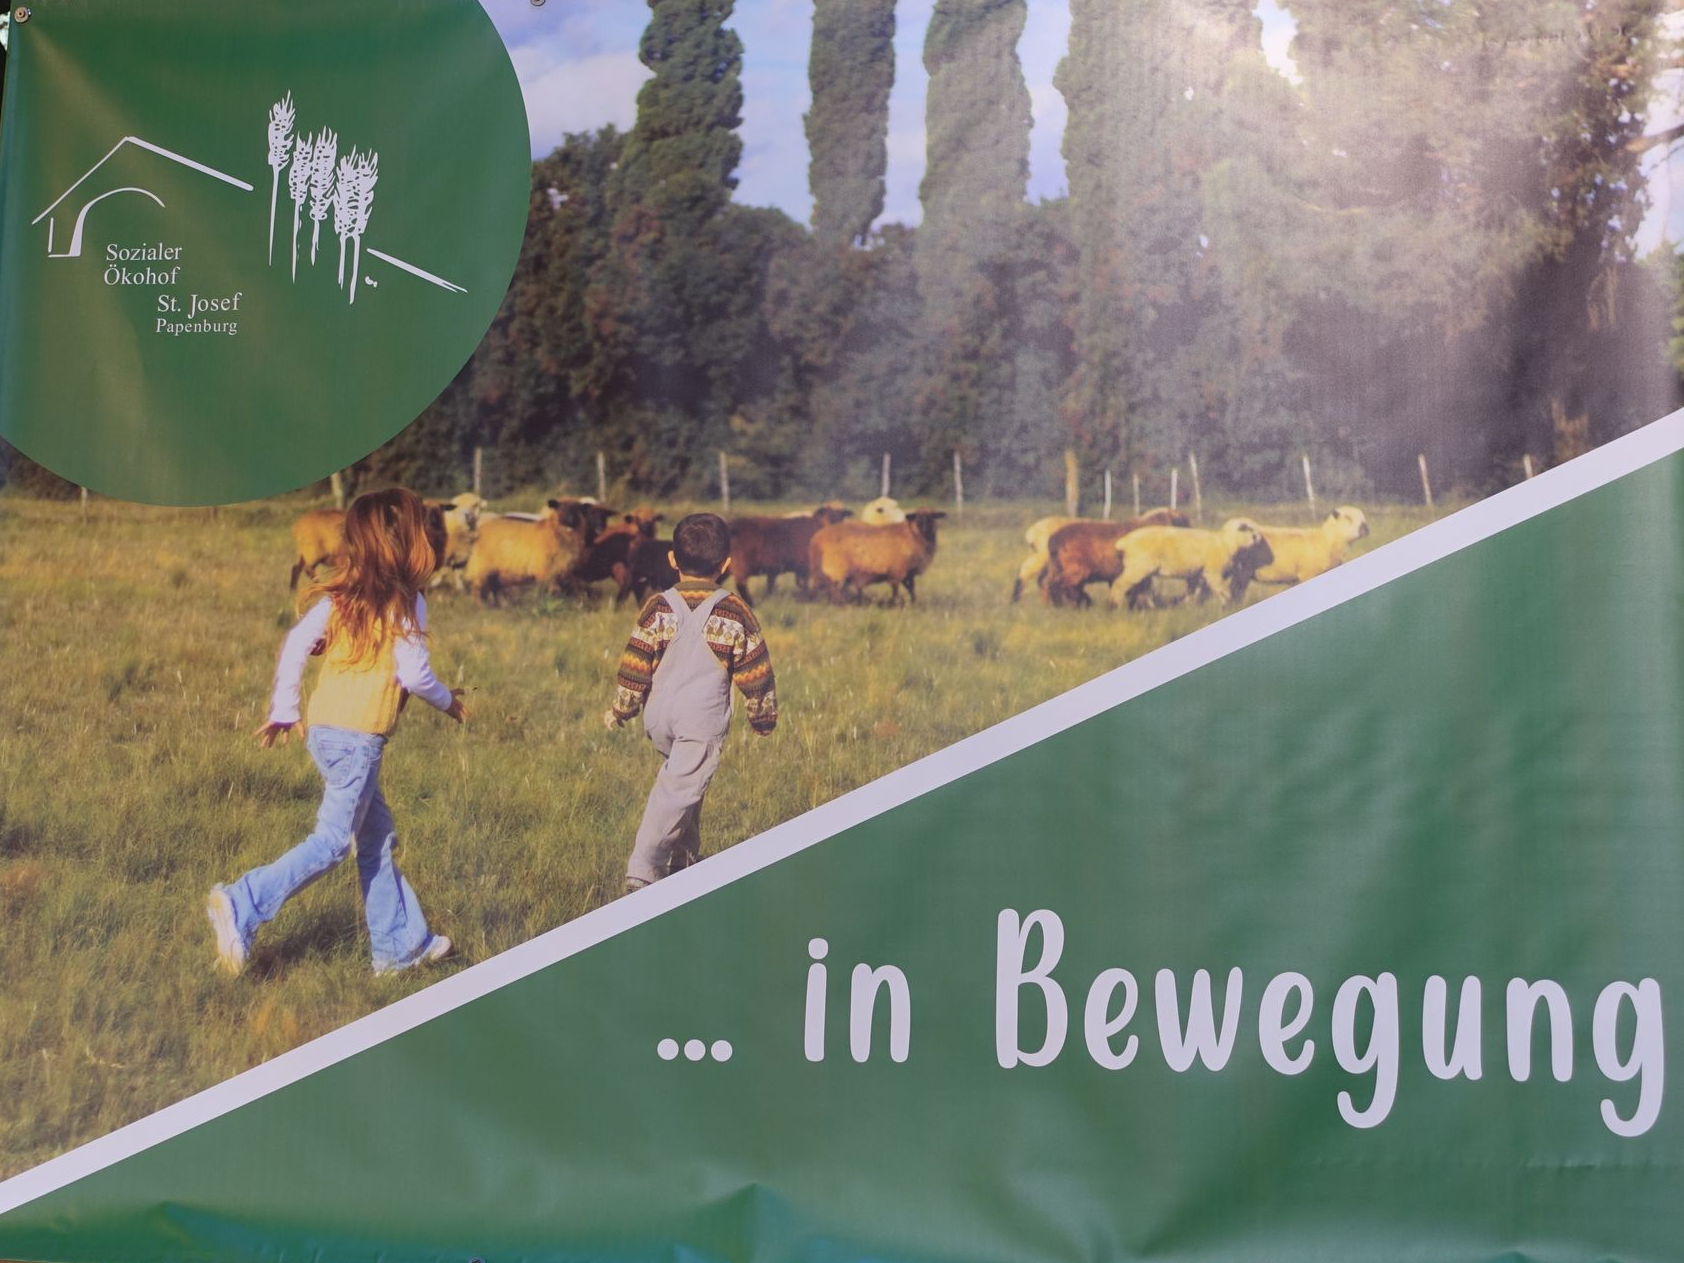 Sozialer
Ökohof
St. Josef
Papenburg
... in Bewegung